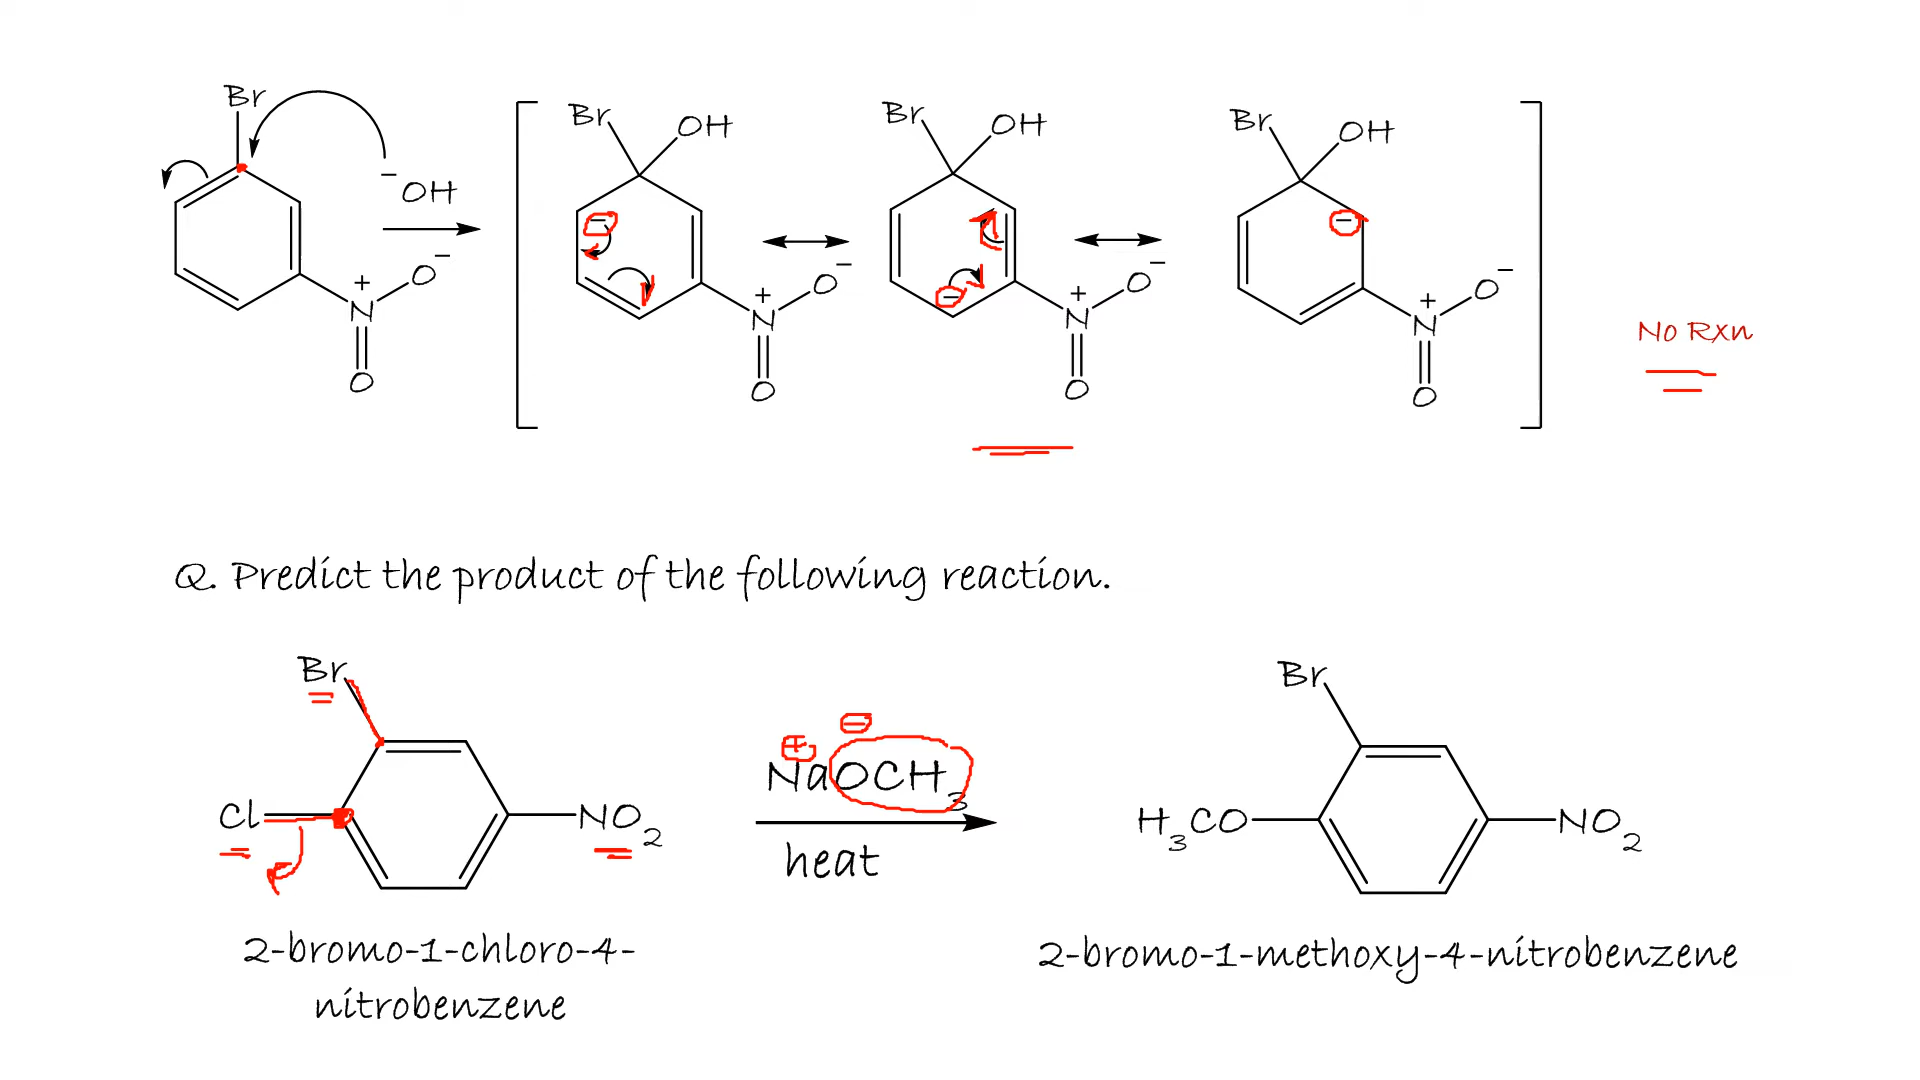 Br
⁻OH
Br OH
Br OH
Br OH
N⁺ O⁻
O
N⁺ O⁻
O
N⁺ O⁻
O
N⁺ O⁻
O
No Rxn
Q. Predict the product of the following reaction.
Br
Cl
NO2
⊕ ⊖
NaOCH3
heat
Br
H3CO
NO2
2-bromo-1-chloro-4-
nitrobenzene
2-bromo-1-methoxy-4-nitrobenzene